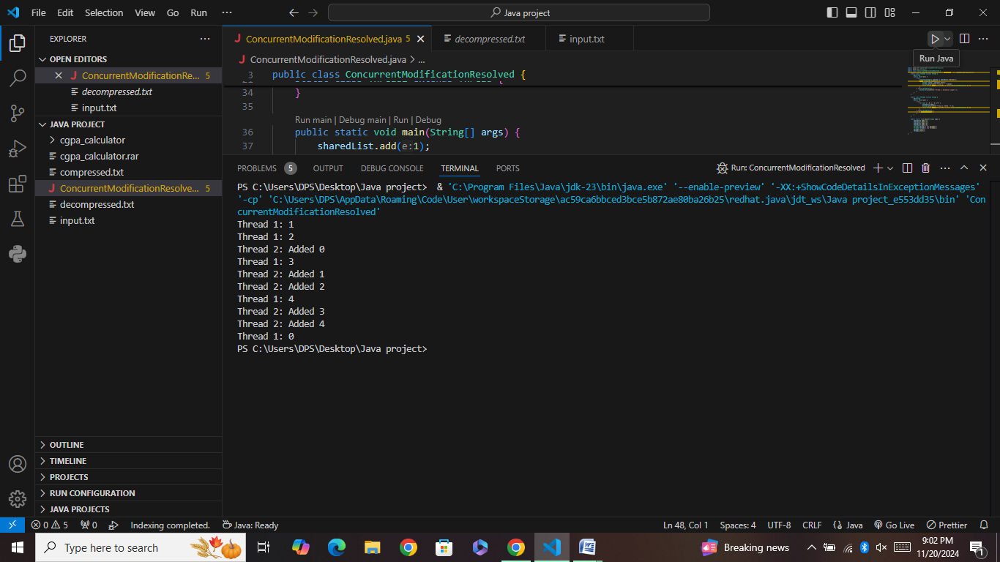 File Edit Selection View Go Run ··· Java project
EXPLORER
OPEN EDITORS
ConcurrentModificationRe... 5
decompressed.txt
input.txt
JAVA PROJECT
cgpa_calculator
cgpa_calculator.rar
compressed.txt
ConcurrentModificationResolve... 5
decompressed.txt
input.txt
OUTLINE
TIMELINE
PROJECTS
RUN CONFIGURATION
JAVA PROJECTS
ConcurrentModificationResolved.java 5 decompressed.txt input.txt
Run Java
ConcurrentModificationResolved.java > ...
3 public class ConcurrentModificationResolved {
34 }
35
Run main | Debug main | Run | Debug
36 public static void main(String[] args) {
37 sharedList.add(e:1);
PROBLEMS 5 OUTPUT DEBUG CONSOLE TERMINAL PORTS Run: ConcurrentModificationResolved
PS C:\Users\DPS\Desktop\Java project> & 'C:\Program Files\Java\jdk-23\bin\java.exe' '--enable-preview' '-XX:+ShowCodeDetailsInExceptionMessages'
'-cp' 'C:\Users\DPS\AppData\Roaming\Code\User\workspaceStorage\ac59ca6bbced3bce5b872ae80ba26b25\redhat.java\jdt_ws\Java project_e553dd35\bin' 'Con
currentModificationResolved'
Thread 1: 1
Thread 1: 2
Thread 2: Added 0
Thread 1: 3
Thread 2: Added 1
Thread 2: Added 2
Thread 1: 4
Thread 2: Added 3
Thread 2: Added 4
Thread 1: 0
PS C:\Users\DPS\Desktop\Java project>
0 5 0 Indexing completed. Java: Ready Ln 48, Col 1 Spaces: 4 UTF-8 CRLF {} Java Go Live Prettier
Type here to search Breaking news 9:02 PM
11/20/2024 1